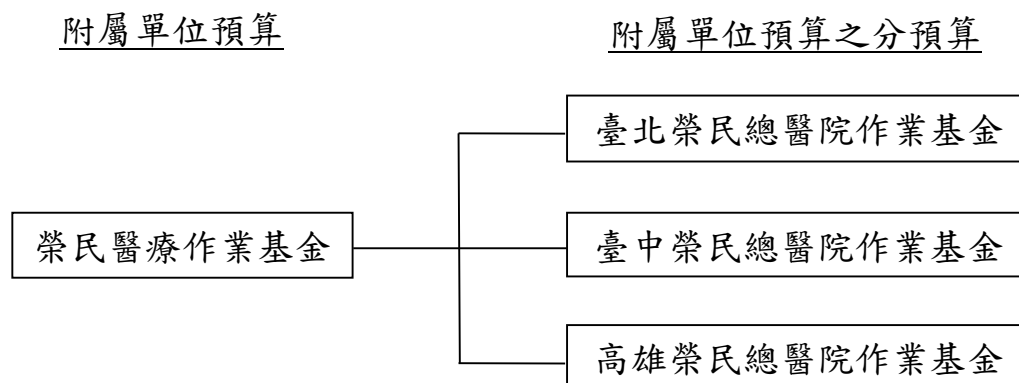 附屬單位預算
附屬單位預算之分預算
臺北榮民總醫院作業基金
榮民醫療作業基金
臺中榮民總醫院作業基金
高雄榮民總醫院作業基金